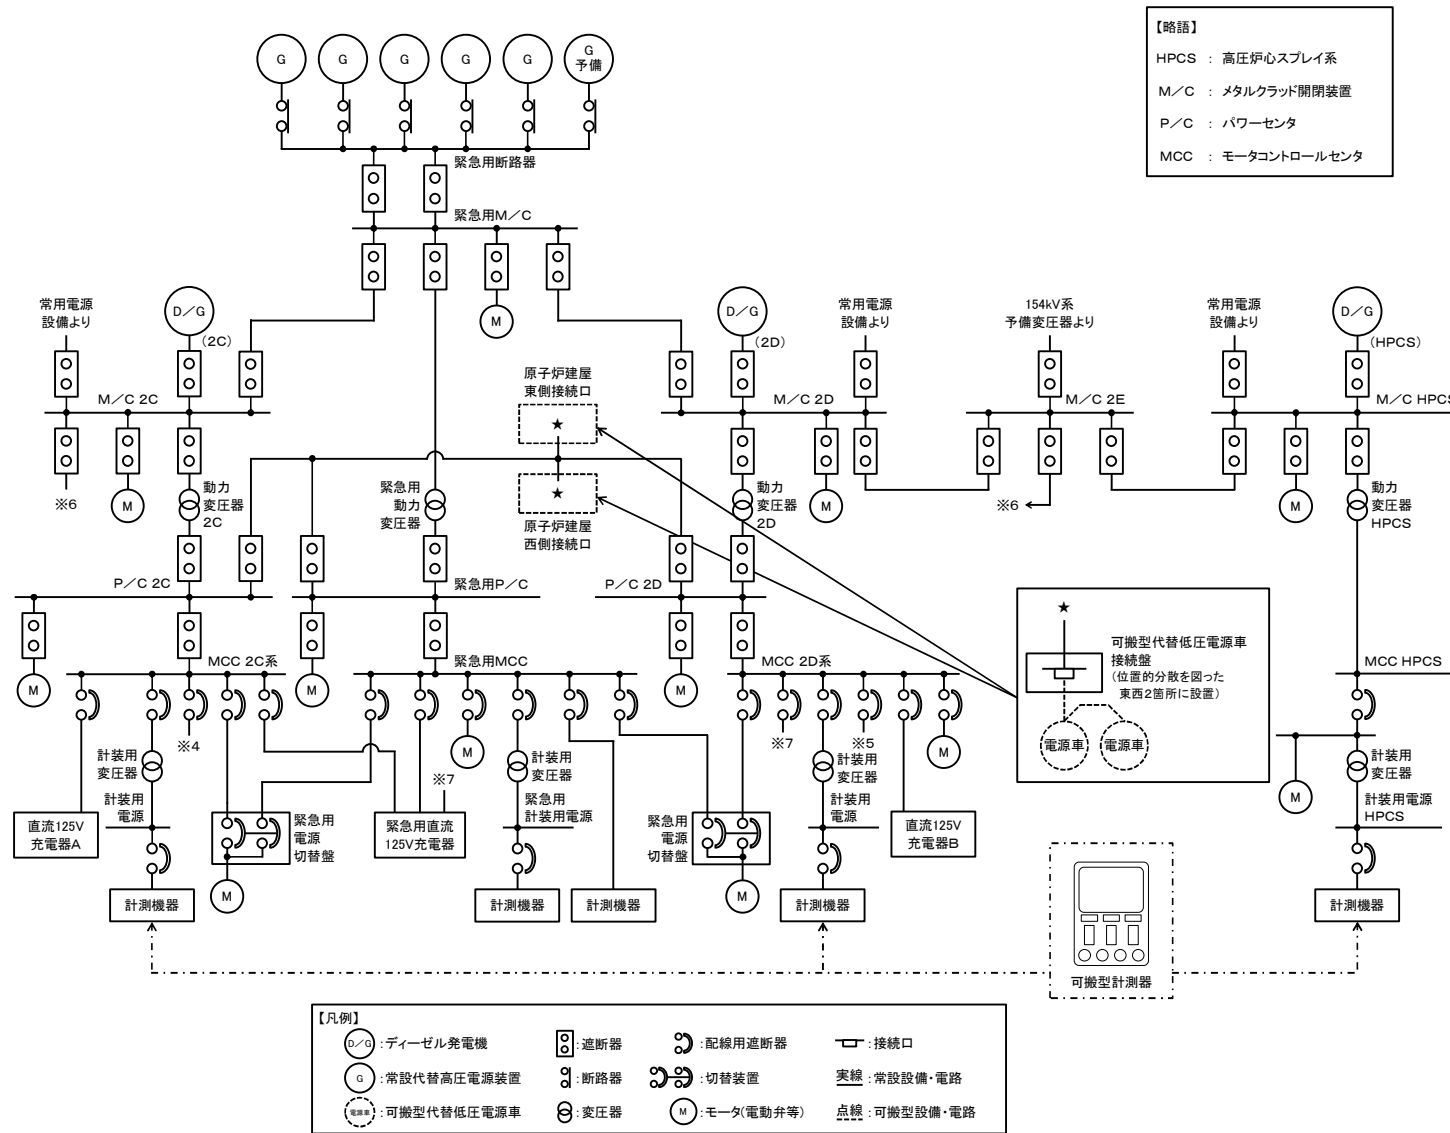 【略語】
HPCS : 高圧炉心スプレイ系
M/C : メタルクラッド開閉装置
P/C : パワーセンタ
MCC : モータコントロールセンタ
G
G
G
G
G
G
予備
緊急用断路器
緊急用M/C
M
常用電源
設備より
D/G
(2C)
M/C 2C
※6
M
動力
変圧器
2C
緊急用
動力
変圧器
原子炉建屋
東側接続口
★
★
原子炉建屋
西側接続口
D/G
(2D)
M/C 2D
常用電源
設備より
M
動力
変圧器
2D
154kV系
予備変圧器より
M/C 2E
※6
常用電源
設備より
D/G
(HPCS)
M/C HPCS
M
動力
変圧器
HPCS
P/C 2C
緊急用P/C
P/C 2D
M
MCC 2C系
M
緊急用MCC
M
MCC 2D系
MCC HPCS
★
可搬型代替低圧電源車
接続盤
(位置的分散を図った
東西2箇所に設置)
電源車
電源車
※4
計装用
変圧器
計装用
電源
直流125V
充電器A
緊急用
電源
切替盤
M
計測機器
※7
緊急用直流
125V充電器
M
計装用
変圧器
緊急用
計装用電源
計測機器
計測機器
緊急用
電源
切替盤
M
※7
計装用
変圧器
計装用
電源
計測機器
※5
直流125V
充電器B
M
M
計装用
変圧器
計装用電源
HPCS
計測機器
可搬型計測器
【凡例】
D/G :ディーゼル発電機
:遮断器
:配線用遮断器
:接続口
G :常設代替高圧電源装置
:断路器
:切替装置
実線 :常設設備・電路
電源車 :可搬型代替低圧電源車
:変圧器
M :モータ(電動弁等)
点線 :可搬型設備・電路